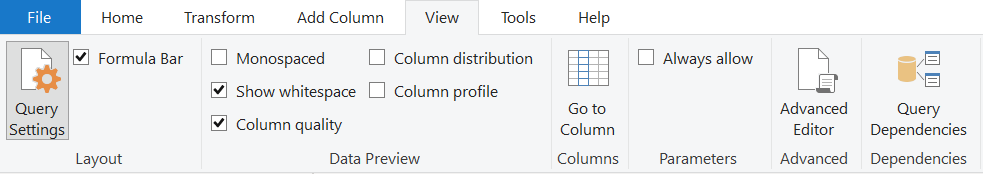 File Home Transform Add Column View Tools Help
Query Settings
Formula Bar
Layout
Monospaced
Show whitespace
Column quality
Column distribution
Column profile
Data Preview
Go to
Column
Columns
Always allow
Parameters
Advanced
Editor
Advanced
Query
Dependencies
Dependencies